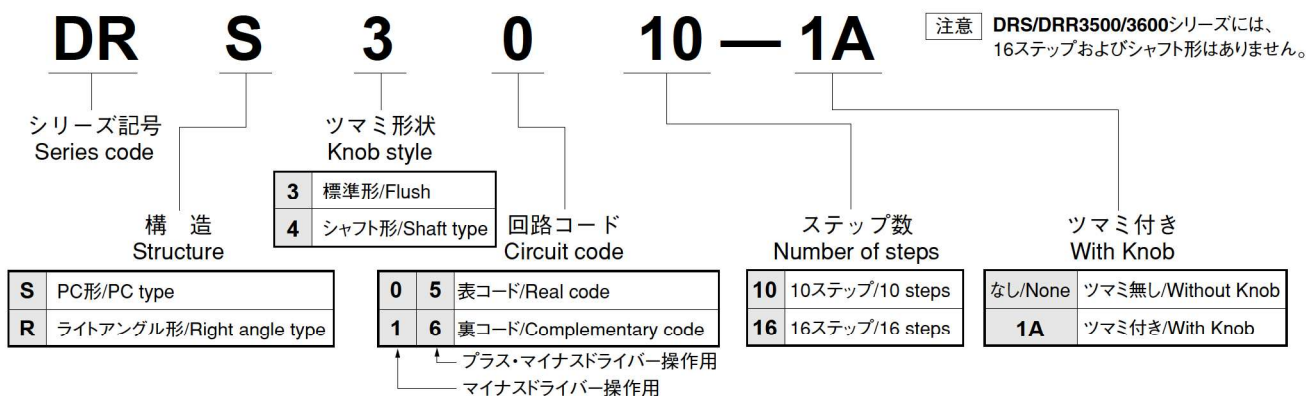 DR S 3 0 10 — 1A
注意 DRS/DRR3500/3600シリーズには、
16ステップおよびシャフト形はありません。
シリーズ記号
Series code
ツマミ形状
Knob style
3 標準形/Flush
4 シャフト形/Shaft type
構 造
Structure
S PC形/PC type
R ライトアングル形/Right angle type
回路コード
Circuit code
0 5 表コード/Real code
1 6 裏コード/Complementary code
プラス・マイナスドライバー操作用
マイナスドライバー操作用
ステップ数
Number of steps
10 10ステップ/10 steps
16 16ステップ/16 steps
ツマミ付き
With Knob
なし/None ツマミ無し/Without Knob
1A ツマミ付き/With Knob